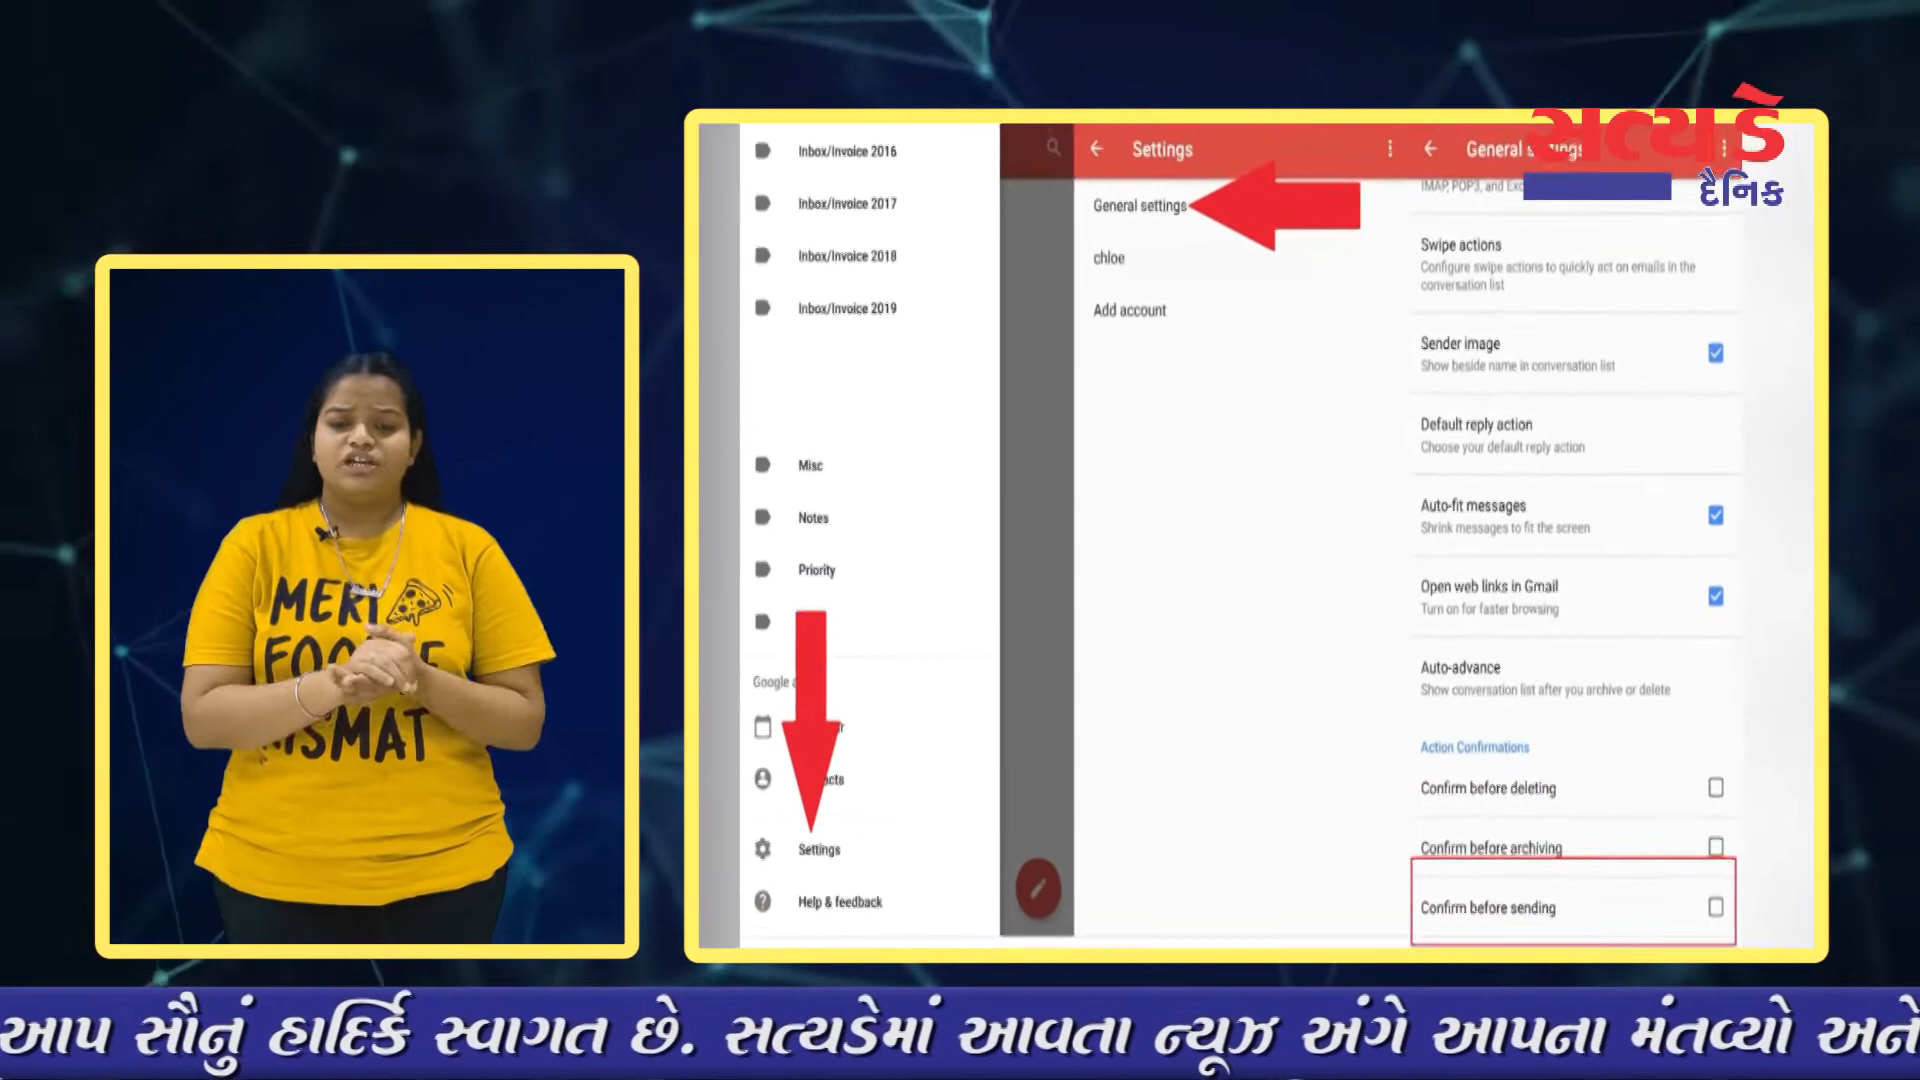 સત્ય ડે
દૈનિક
MERI
MAT
Inbox/Invoice 2016
Inbox/Invoice 2017
Inbox/Invoice 2018
Inbox/Invoice 2019
Misc
Notes
Priority
Google
Settings
Help & feedback
Settings
General settings
chloe
Add account
General
IMAP, POP3, and
Swipe actions
Configure swipe actions to quickly act on emails in the
conversation list
Sender image
Show beside name in conversation list
Default reply action
Choose your default reply action
Auto-fit messages
Shrink messages to fit the screen
Open web links in Gmail
Turn on for faster browsing
Auto-advance
Show conversation list after you archive or delete
Action Confirmations
Confirm before deleting
Confirm before archiving
Confirm before sending
આપ સૌનું હાર્દિક સ્વાગત છે. સત્યડેમાં આવતા ન્યૂઝ અંગે આપના મંતવ્યો અને